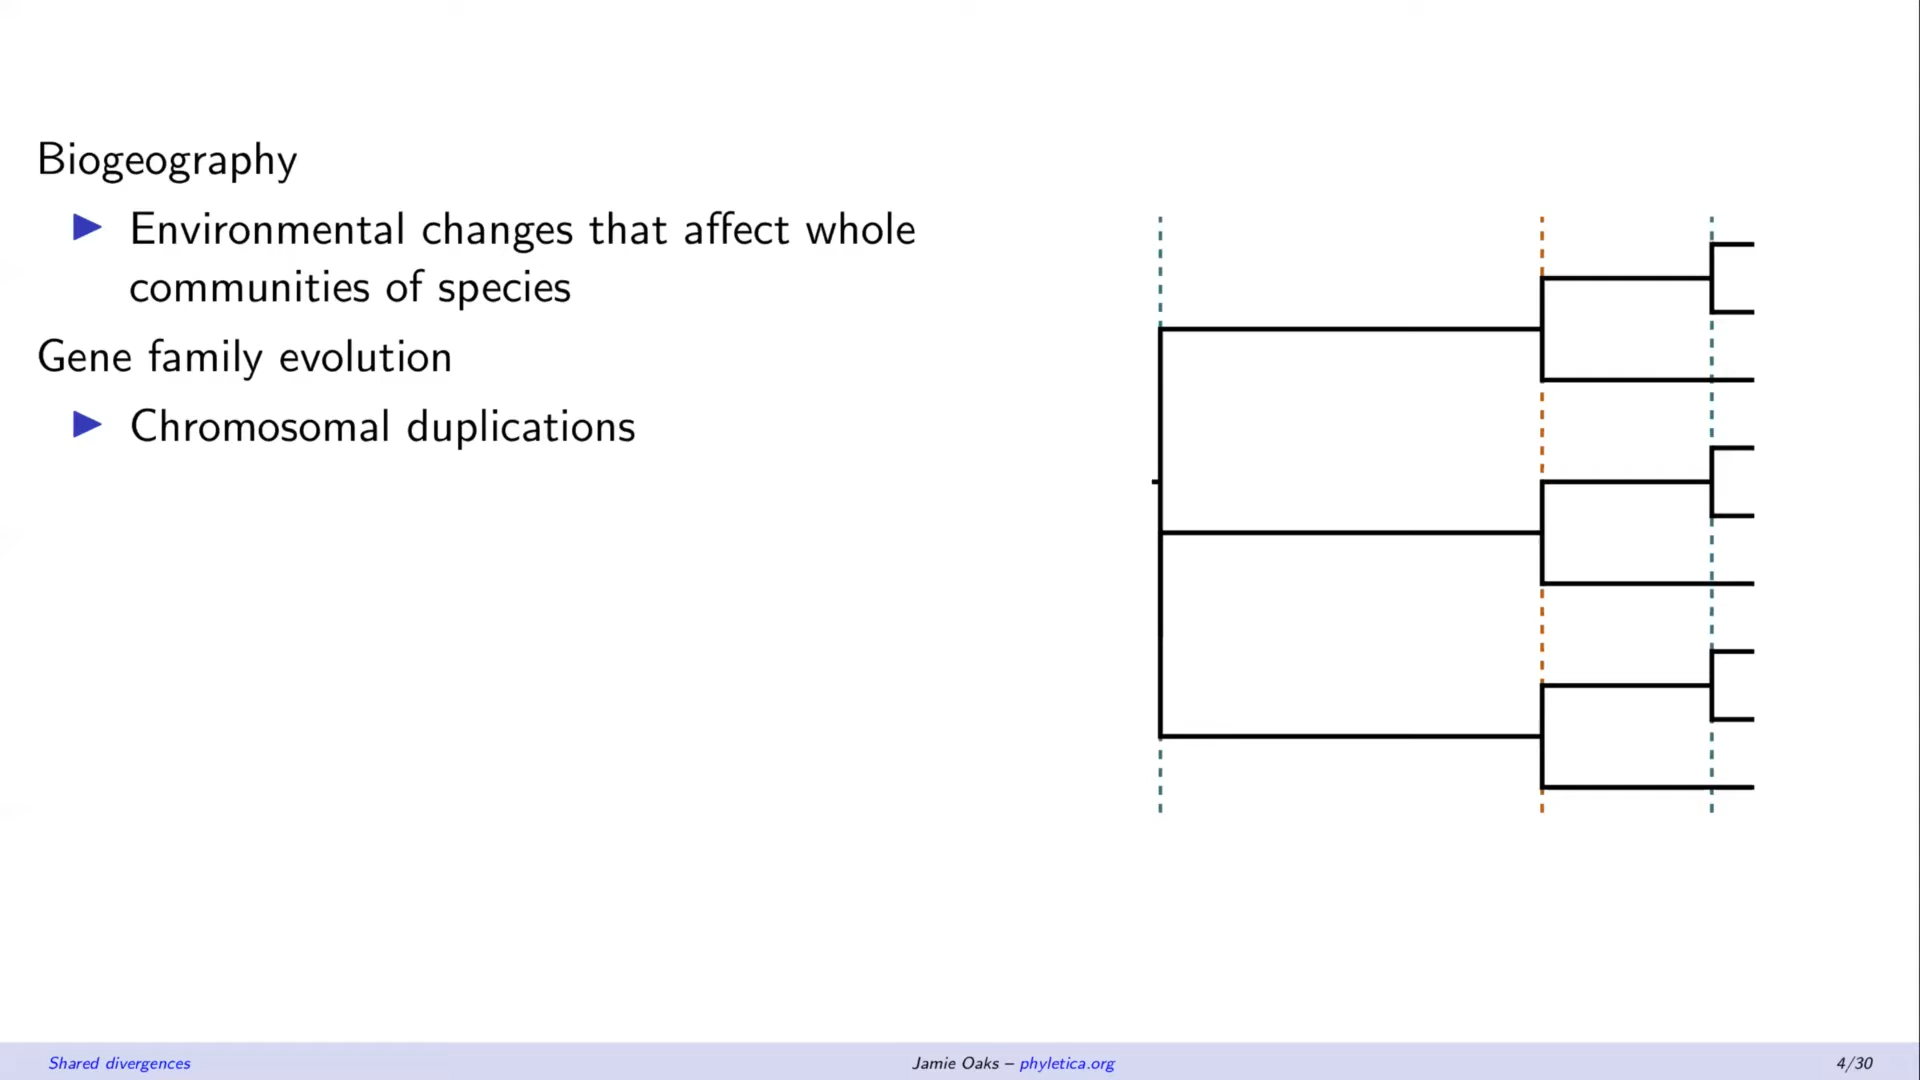 Biogeography
Environmental changes that affect whole
communities of species
Gene family evolution
Chromosomal duplications
Shared divergences
Jamie Oaks – phyletica.org
4/30